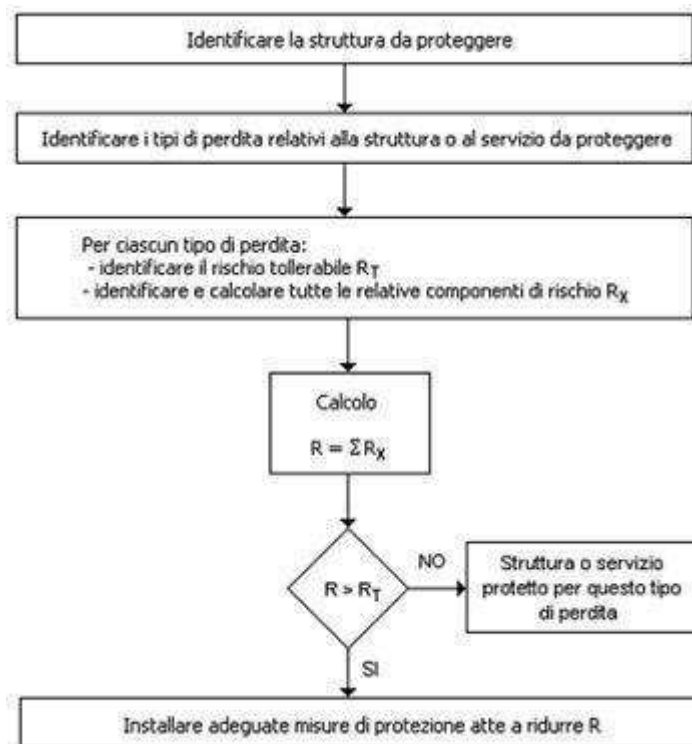 Identificare la struttura da proteggere
Identificare i tipi di perdita relativi alla struttura o al servizio da proteggere
Per ciascun tipo di perdita:
- identificare il rischio tollerabile RT
- identificare e calcolare tutte le relative componenti di rischio RX
Calcolo
R = ΣRX
R > RT
NO
Struttura o servizio
protetto per questo tipo
di perdita
SI
Installare adeguate misure di protezione atte a ridurre R